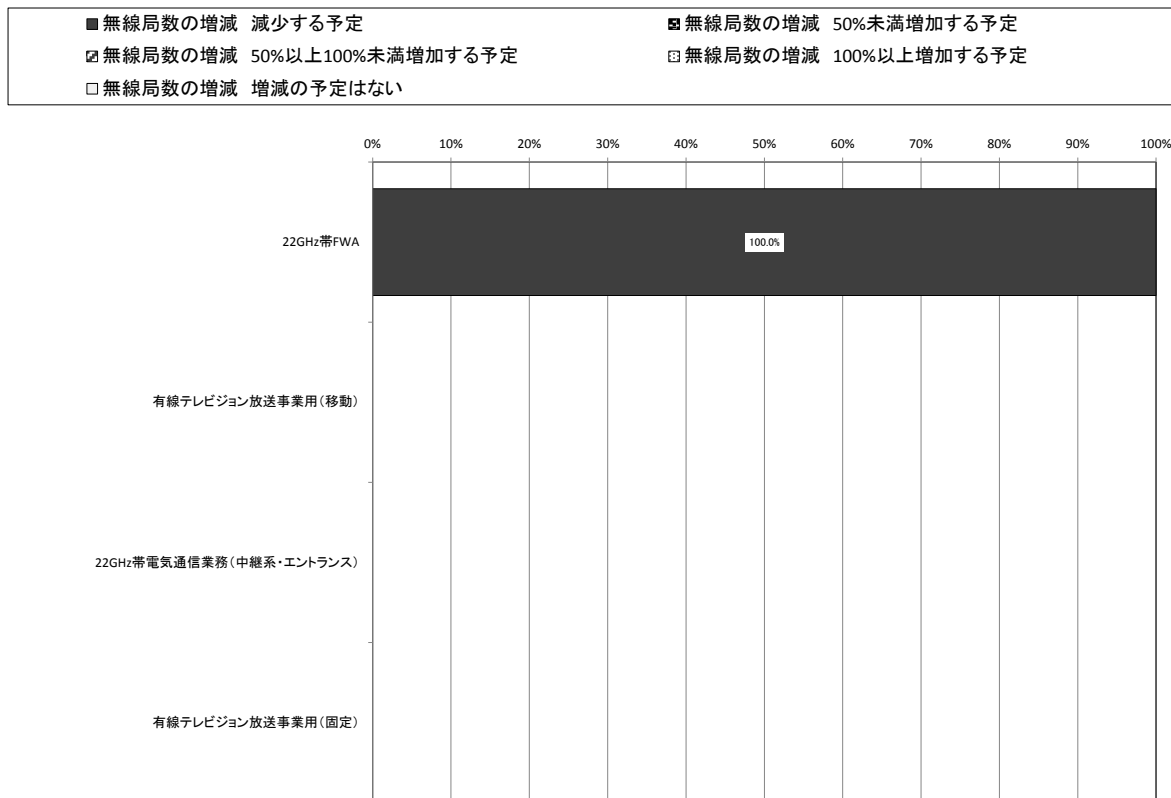 無線局数の増減 減少する予定
無線局数の増減 50%未満増加する予定
無線局数の増減 50%以上100%未満増加する予定
無線局数の増減 100%以上増加する予定
無線局数の増減 増減の予定はない
0% 10% 20% 30% 40% 50% 60% 70% 80% 90% 100%
22GHz帯FWA
100.0%
有線テレビジョン放送事業用(移動)
22GHz帯電気通信業務(中継系・エントランス)
有線テレビジョン放送事業用(固定)